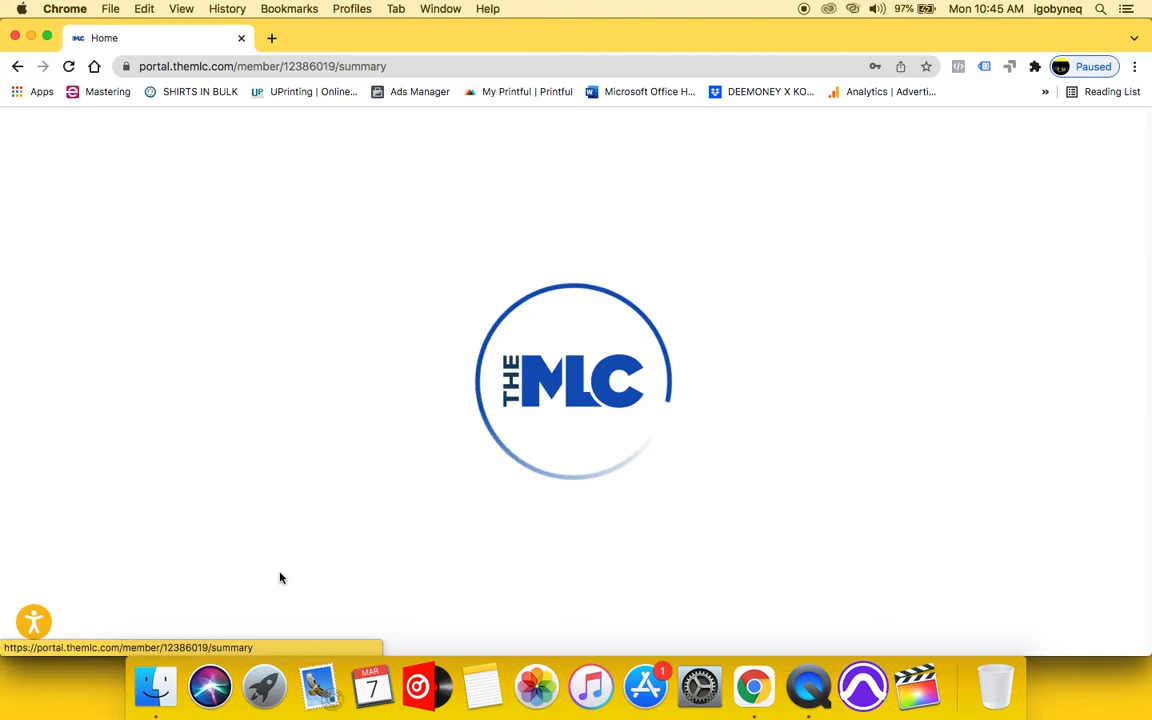 Chrome File Edit View History Bookmarks Profiles Tab Window Help 97% Mon 10:45 AM igobyneq
Home
portal.themlc.com/member/12386019/summary Paused
Apps Mastering SHIRTS IN BULK UPrinting | Online... Ads Manager My Printful | Printful Microsoft Office H... DEEMONEY X KO... Analytics | Adverti... » Reading List
THE MLC
https://portal.themlc.com/member/12386019/summary
MAR
7
1